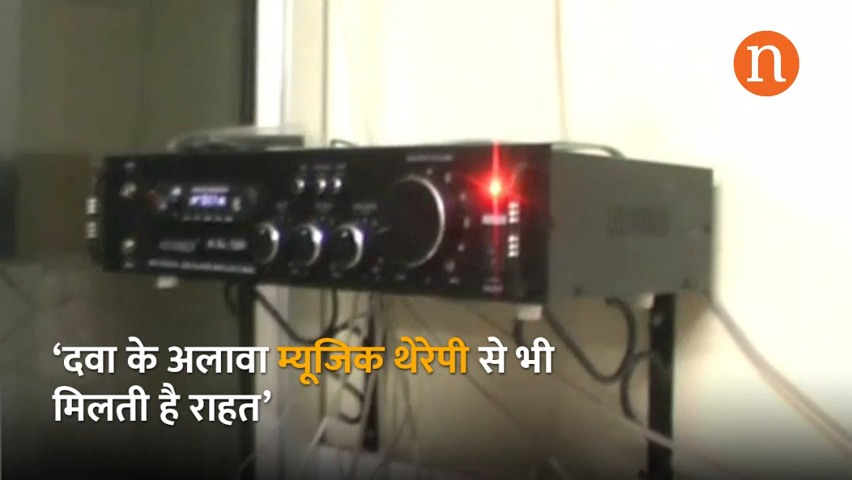 n
‘दवा के अलावा म्यूजिक थेरेपी से भी
मिलती है राहत’